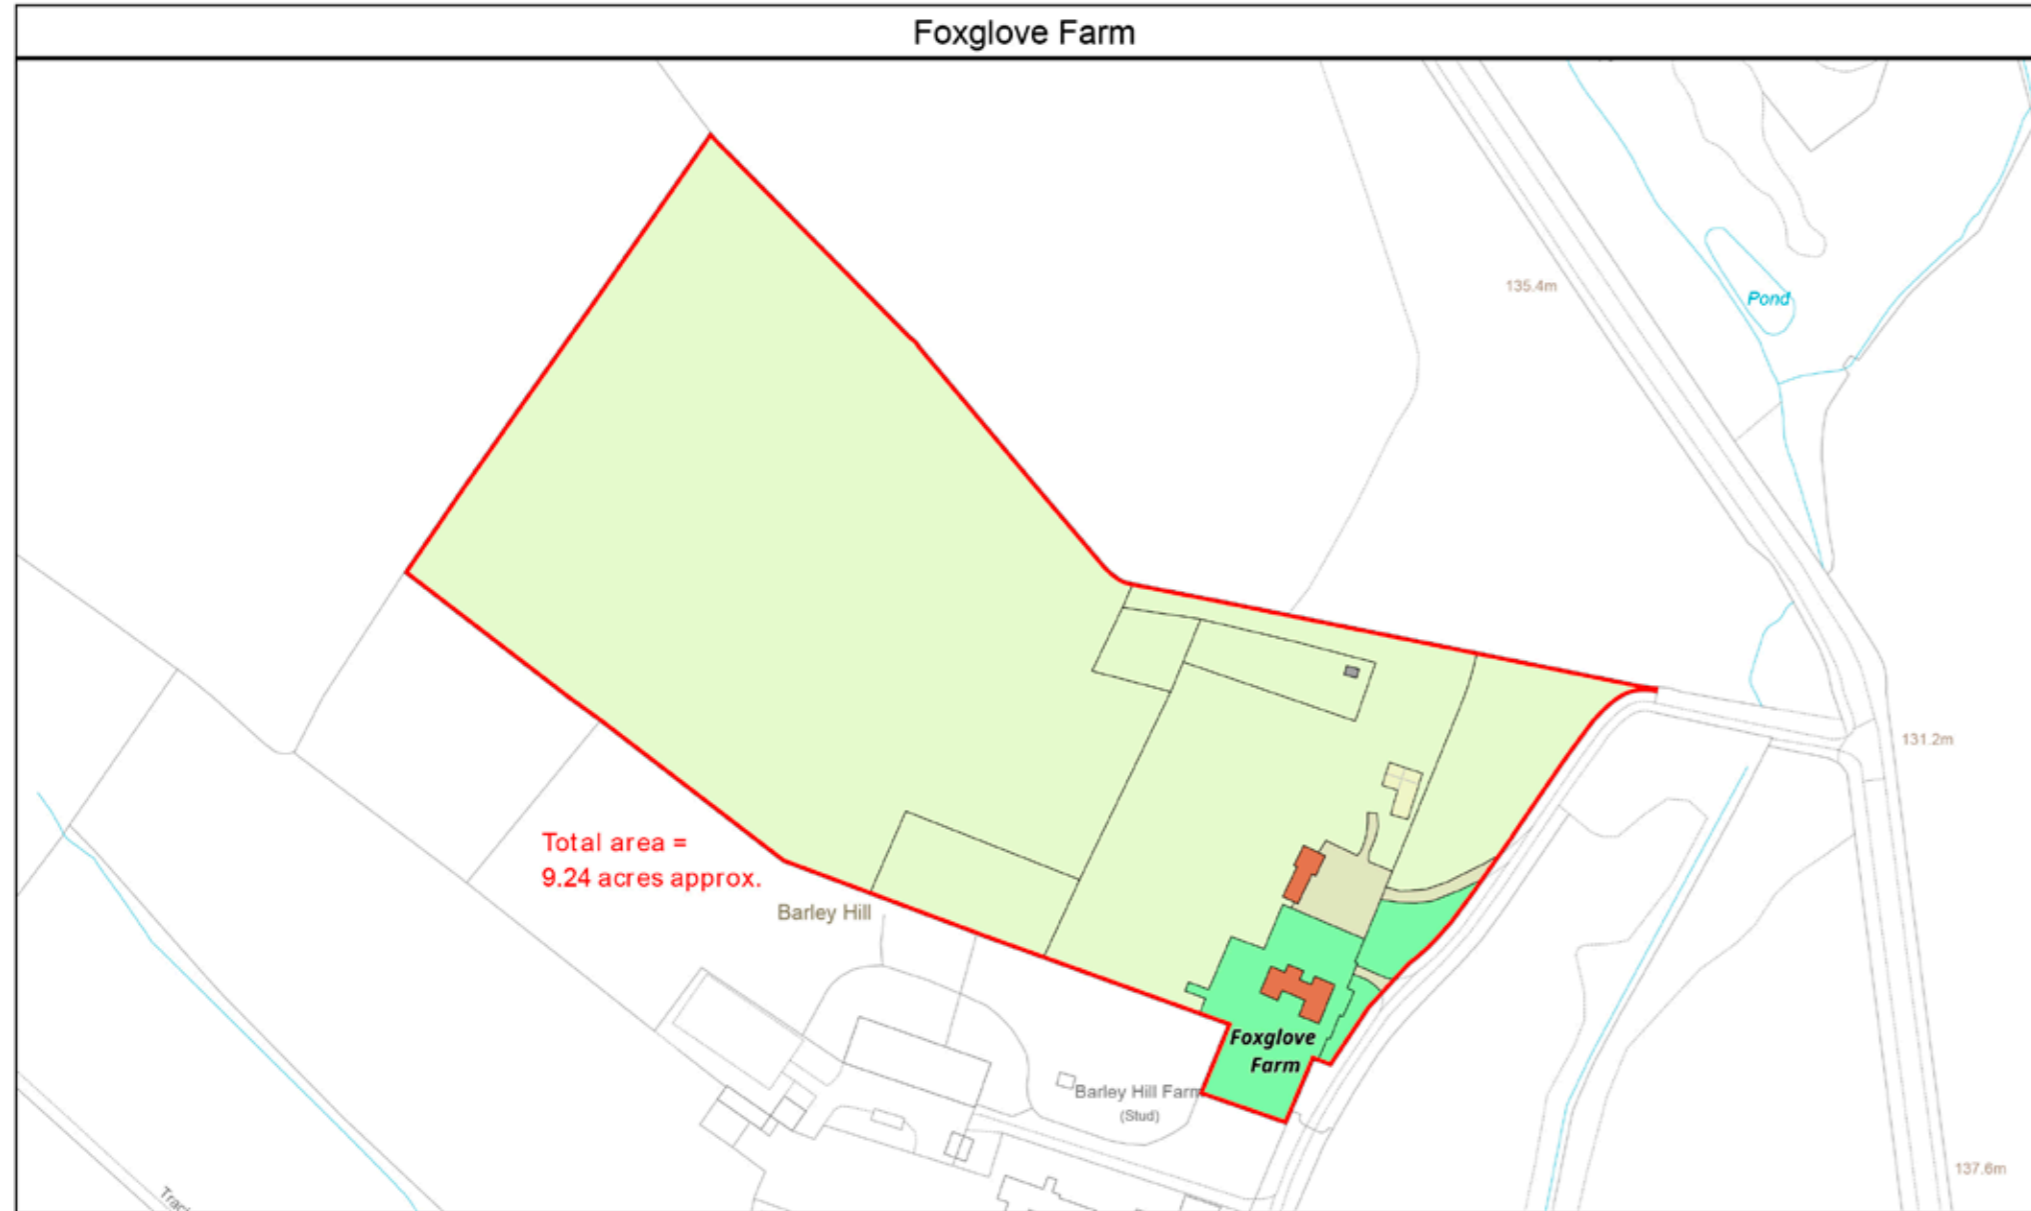 Foxglove Farm
135.4m
Pond
131.2m
Total area =
9.24 acres approx.
Barley Hill
Foxglove
Farm
Barley Hill Farm
(Stud)
137.6m